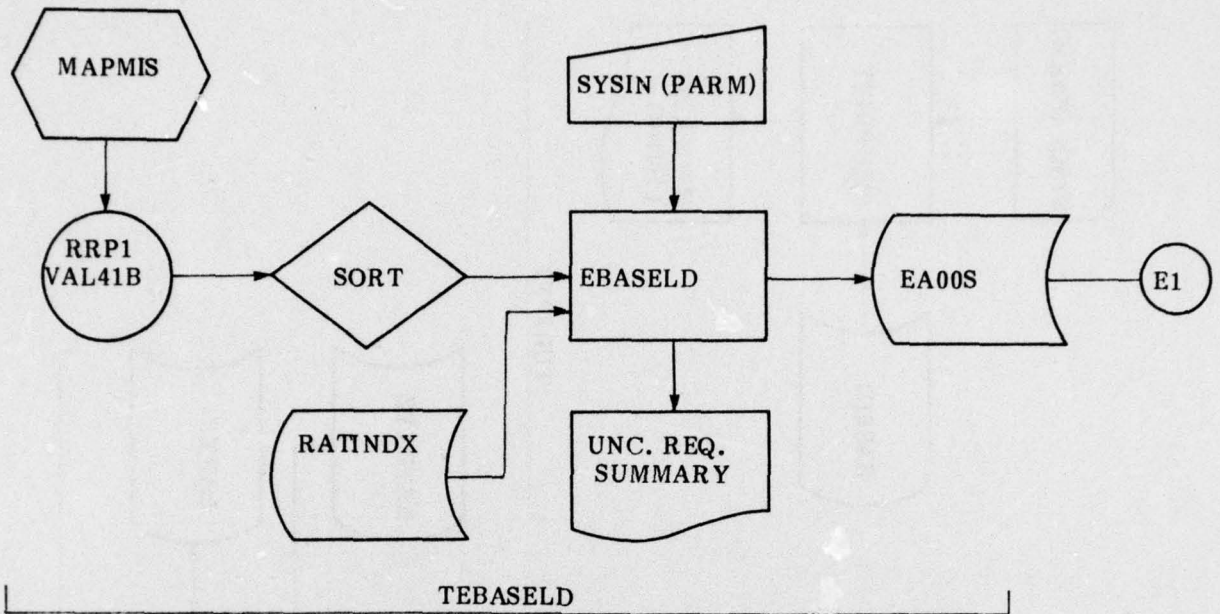 MAPMIS
SYSIN (PARM)
RRP1
VAL41B
SORT
EBASELD
EA00S
E1
RATINDX
UNC. REQ.
SUMMARY
TEBASELD